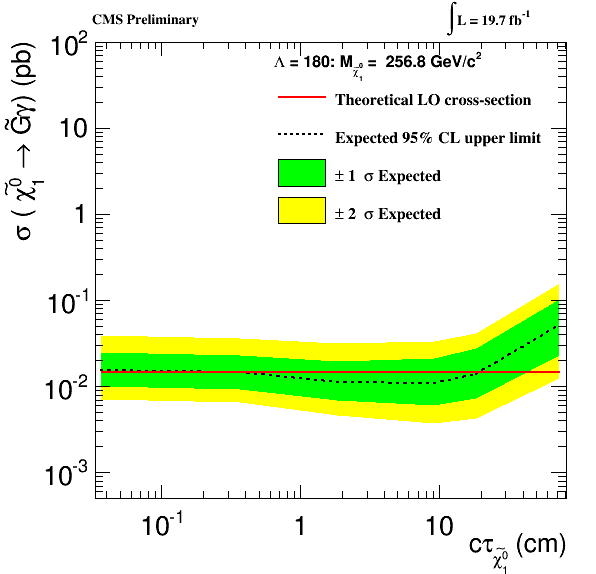 CMS Preliminary
∫L = 19.7 fb⁻¹
Λ = 180: M_χ̃₁⁰ = 256.8 GeV/c²
Theoretical LO cross-section
Expected 95% CL upper limit
± 1 σ Expected
± 2 σ Expected
σ ( χ̃₁⁰ → G̃γ) (pb)
10²
10
1
10⁻¹
10⁻²
10⁻³
10⁻¹ 1 10
cτ_χ̃₁⁰ (cm)